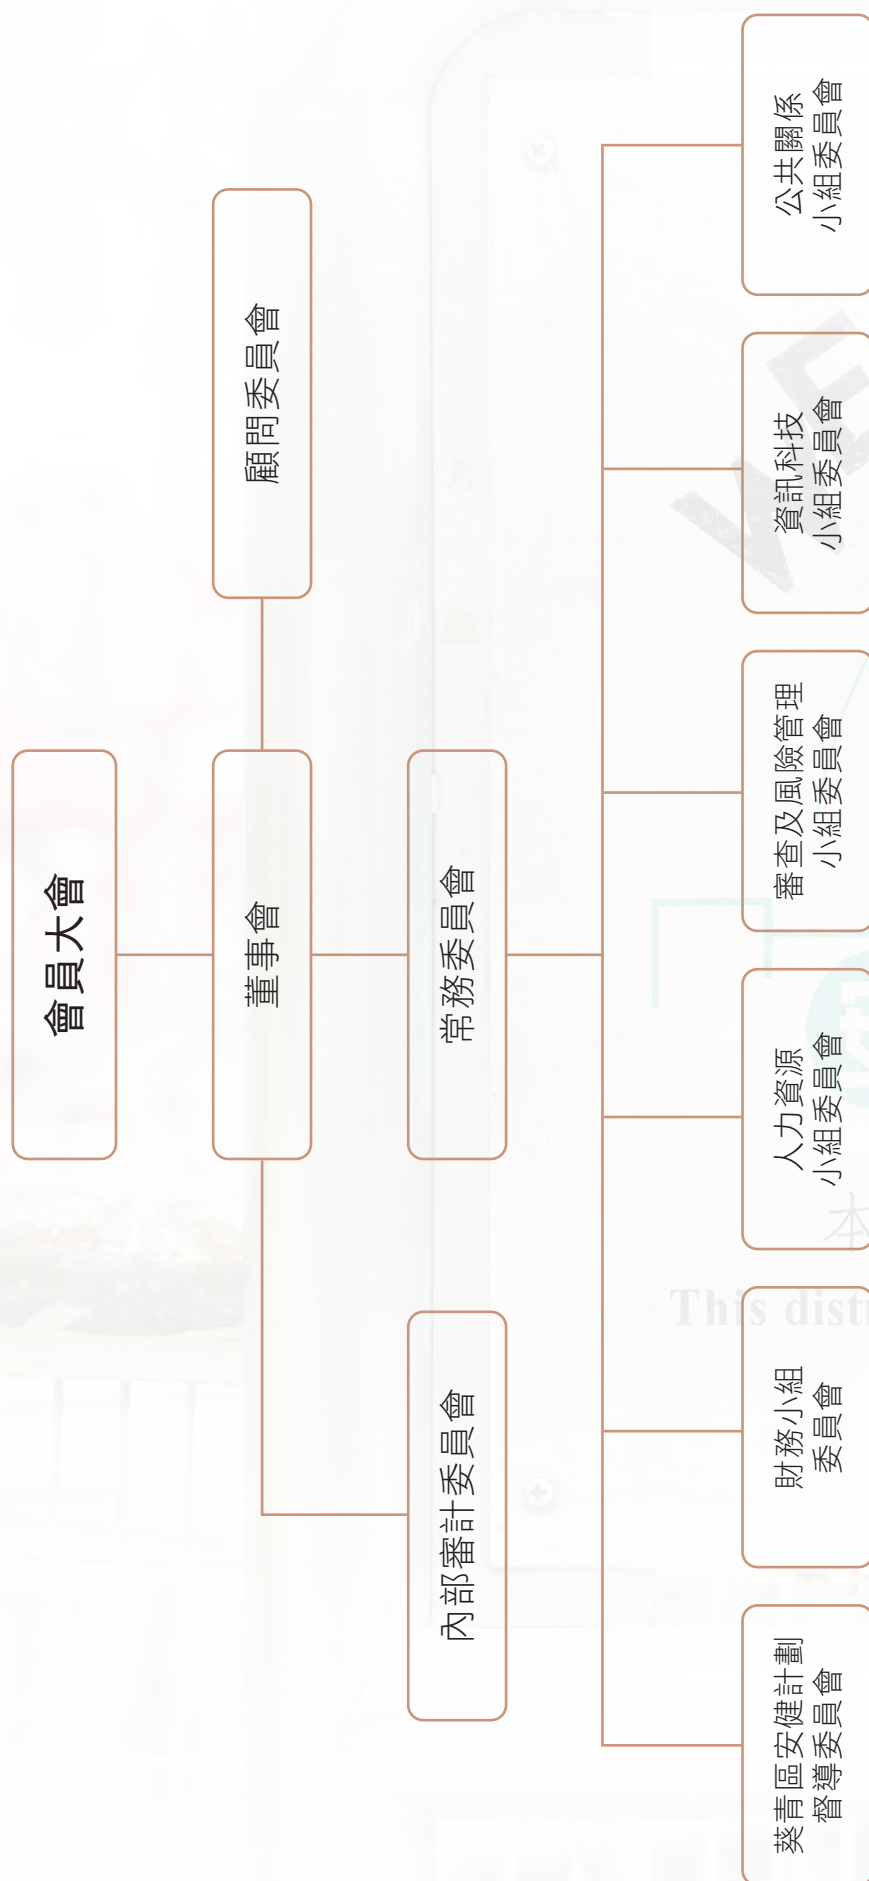 會員大會
董事會
顧問委員會
內部審計委員會
常務委員會
葵青區安健計劃
督導委員會
財務小組
委員會
人力資源
小組委員會
審查及風險管理
小組委員會
資訊科技
小組委員會
公共關係
小組委員會
WE
本
This distr